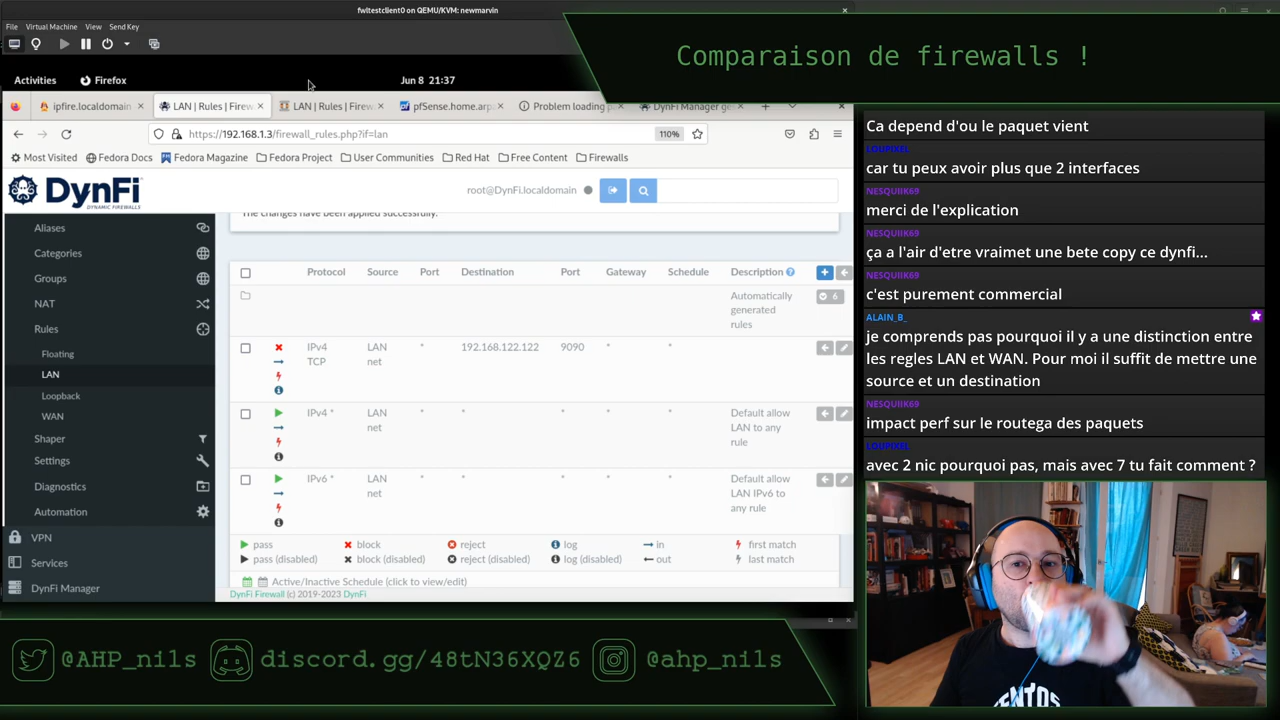 fwltestclient0 on QEMU/KVM: newmarvin
File Virtual Machine View Send Key
Comparaison de firewalls !
Activities Firefox Jun 8 21:37
ipfire.localdomain LAN | Rules | Firew LAN | Rules | Firew pfSense.home.arp Problem loading DynFi Manager
https://192.168.1.3/firewall_rules.php?if=lan 110%
Most Visited Fedora Docs Fedora Magazine Fedora Project User Communities Red Hat Free Content Firewalls
DynFi
DYNAMIC FIREWALLS
root@DynFi.localdomain
The changes have been applied successfully.
Aliases
Categories
Groups
NAT
Rules
Floating
LAN
Loopback
WAN
Shaper
Settings
Diagnostics
Automation
VPN
Services
DynFi Manager
Protocol Source Port Destination Port Gateway Schedule Description
Automatically
generated
rules
6
IPv4 LAN * 192.168.122.122 9090 * *
TCP net
IPv4 * LAN * * * * * Default allow
net LAN to any
rule
IPv6 * LAN * * * * * Default allow
net LAN IPv6 to
any rule
pass block reject log in first match
pass (disabled) block (disabled) reject (disabled) log (disabled) out last match
Active/Inactive Schedule (click to view/edit)
DynFi Firewall (c) 2019-2023 DynFi
Ca depend d'ou le paquet vient
LOUPIXEL
car tu peux avoir plus que 2 interfaces
NESQUIIK69
merci de l'explication
NESQUIIK69
ça a l'air d'etre vraimet une bete copy ce dynfi...
NESQUIIK69
c'est purement commercial
ALAIN_B_
je comprends pas pourquoi il y a une distinction entre
les regles LAN et WAN. Pour moi il suffit de mettre une
source et un destination
NESQUIIK69
impact perf sur le routega des paquets
LOUPIXEL
avec 2 nic pourquoi pas, mais avec 7 tu fait comment ?
@AHP_nils discord.gg/48tN36XQZ6 @ahp_nils